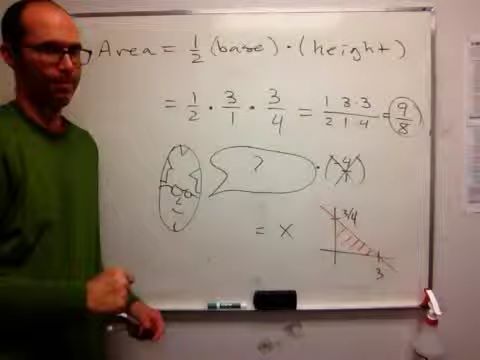 Area = 1/2 (base) · (height)
= 1/2 · 3/1 · 3/4 = 1·3·3/2·1·4 = 9/8
? ·
= x
3/4
3